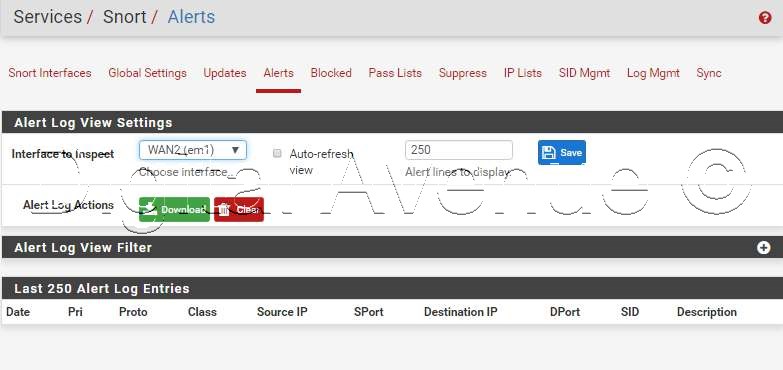 Services / Snort / Alerts
Snort Interfaces Global Settings Updates Alerts Blocked Pass Lists Suppress IP Lists SID Mgmt Log Mgmt Sync
Alert Log View Settings
Interface to Inspect WAN2 (em1) Auto-refresh view 250 Save
Choose interface.. Alert lines to display.
Alert Log Actions Download Clear
Alert Log View Filter
Last 250 Alert Log Entries
Date Pri Proto Class Source IP SPort Destination IP DPort SID Description